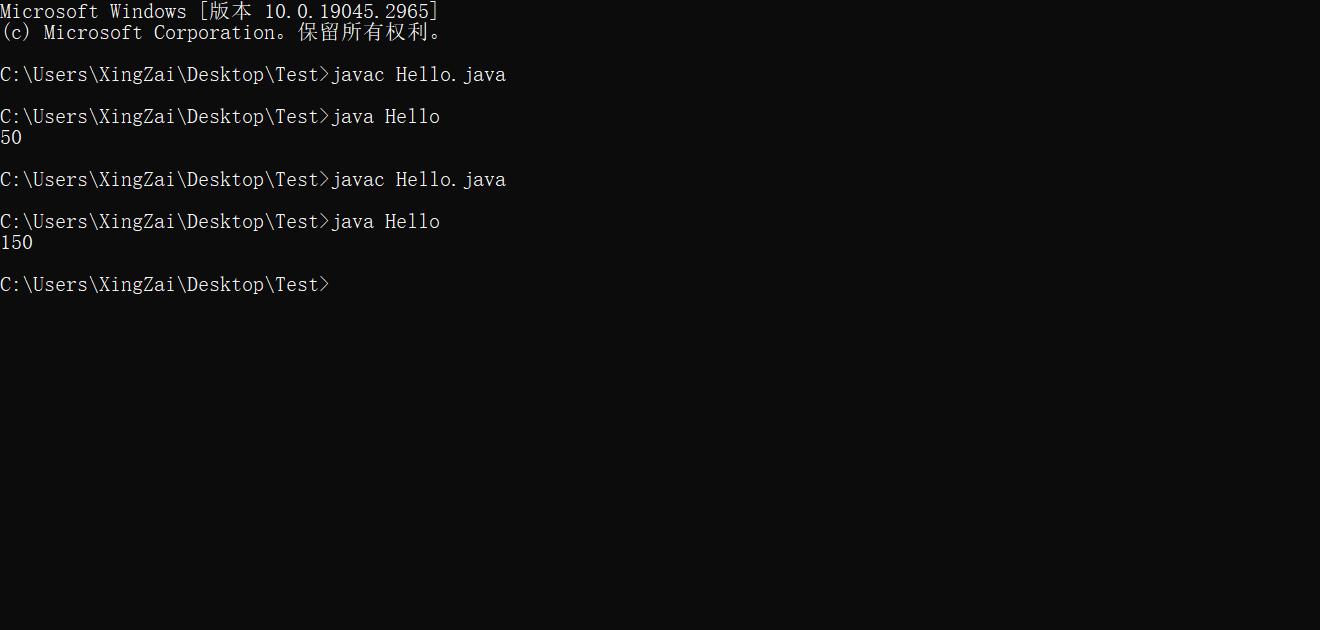 Microsoft Windows [版本 10.0.19045.2965]
(c) Microsoft Corporation。保留所有权利。
C:\Users\XingZai\Desktop\Test>javac Hello.java
C:\Users\XingZai\Desktop\Test>java Hello
50
C:\Users\XingZai\Desktop\Test>javac Hello.java
C:\Users\XingZai\Desktop\Test>java Hello
150
C:\Users\XingZai\Desktop\Test>